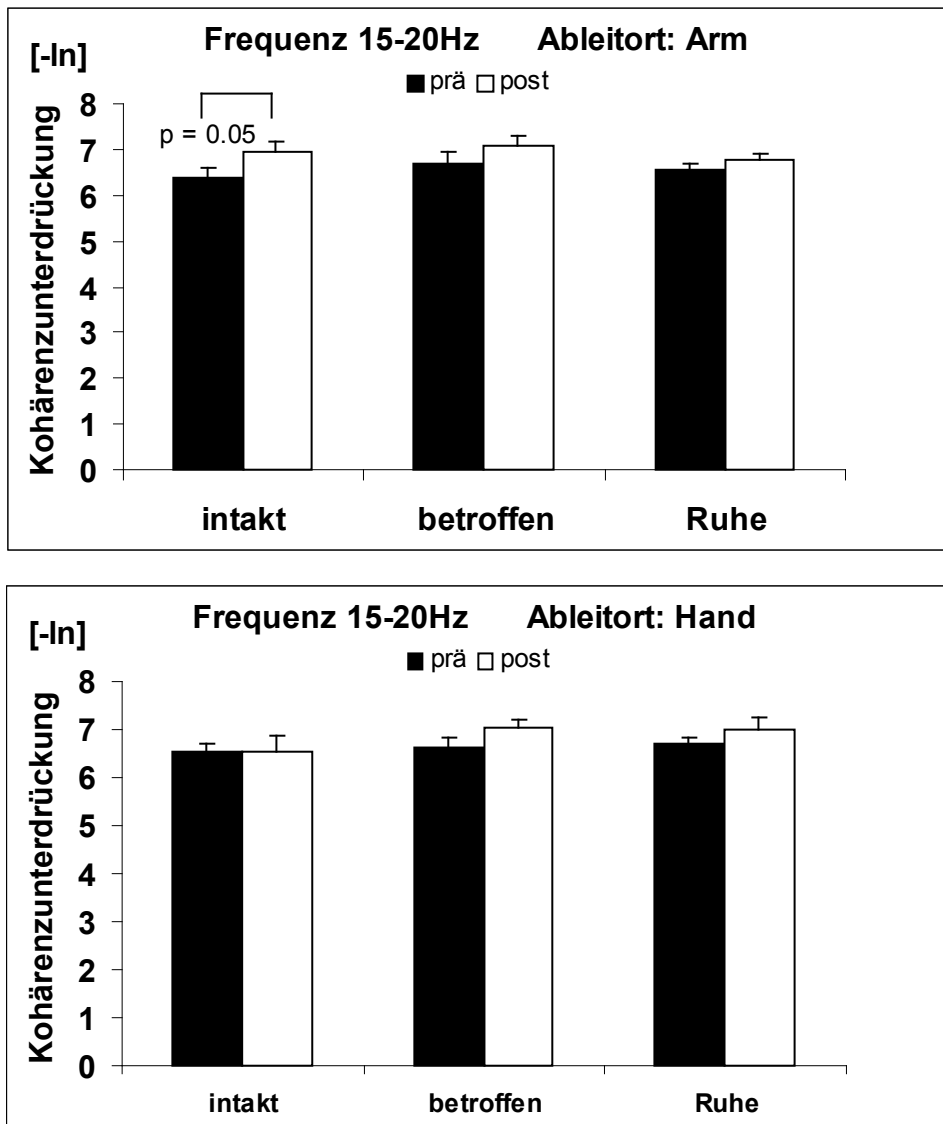 Frequenz 15-20Hz Ableitort: Arm
[-ln]
prä post
p = 0.05
Kohärenzunterdrückung
8
7
6
5
4
3
2
1
0
intakt betroffen Ruhe
Frequenz 15-20Hz Ableitort: Hand
[-ln]
prä post
Kohärenzunterdrückung
8
7
6
5
4
3
2
1
0
intakt betroffen Ruhe